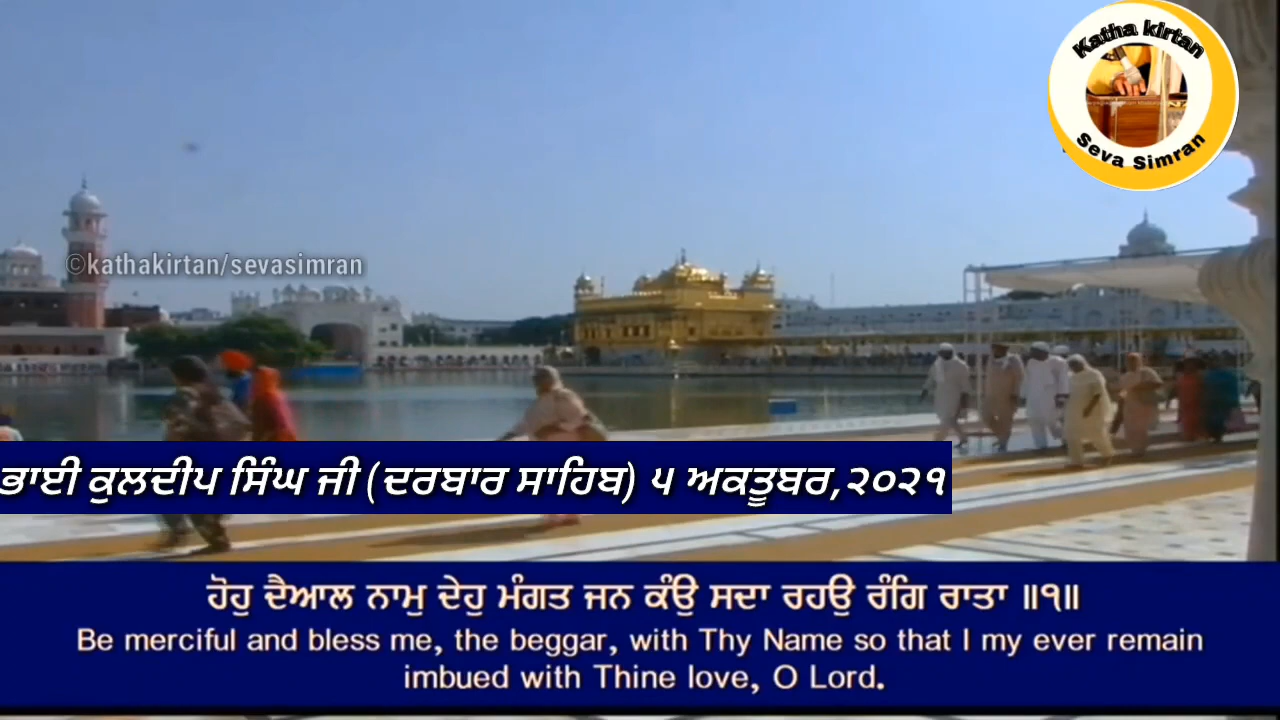 Katha kirtan
Seva Simran
©kathakirtan/sevasimran
ਭਾਈ ਕੁਲਦੀਪ ਸਿੰਘ ਜੀ (ਦਰਬਾਰ ਸਾਹਿਬ) ੫ ਅਕਤੂਬਰ,੨੦੨੧
ਹੋਹੁ ਦੈਆਲ ਨਾਮੁ ਦੇਹੁ ਮੰਗਤ ਜਨ ਕੰਉ ਸਦਾ ਰਹਉ ਰੰਗਿ ਰਾਤਾ ॥੧॥
Be merciful and bless me, the beggar, with Thy Name so that I my ever remain
imbued with Thine love, O Lord.